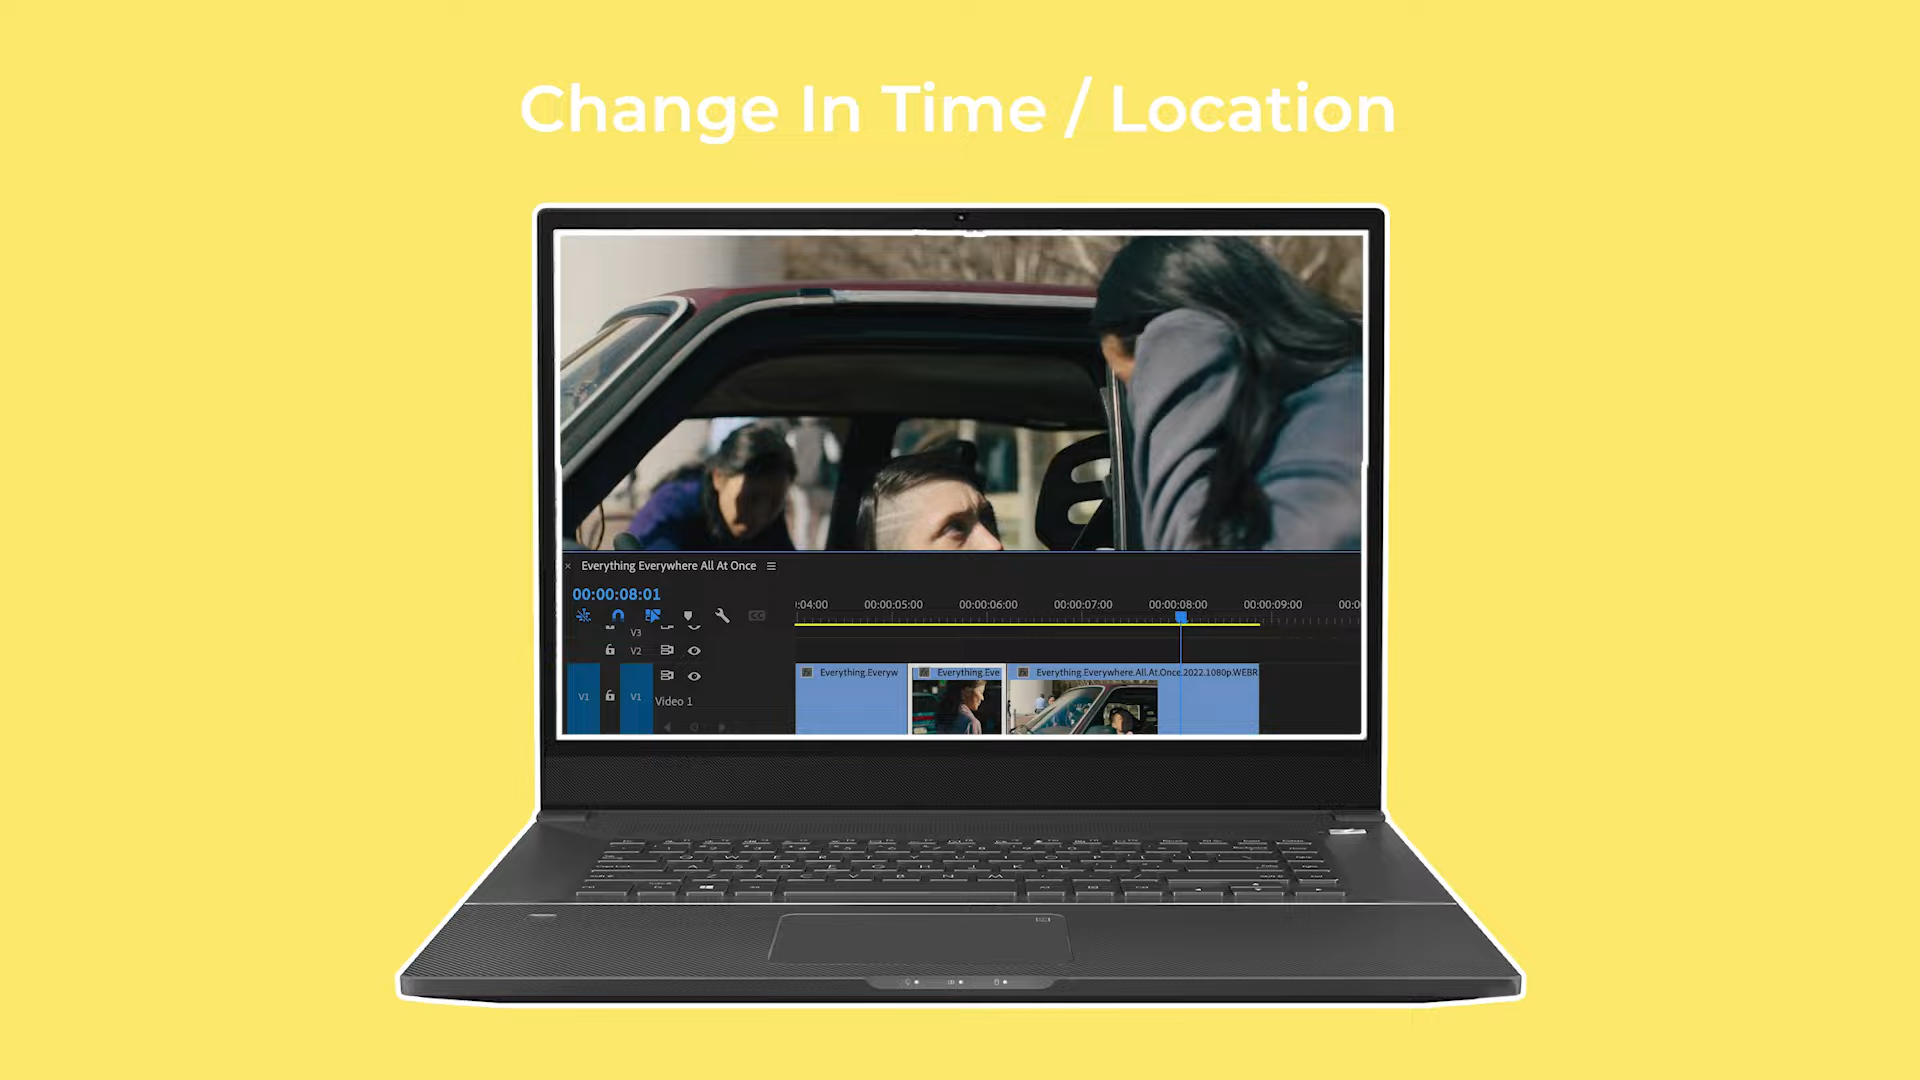 Change In Time / Location
Everything Everywhere All At Once
00:00:08:01
:04:00 00:00:05:00 00:00:06:00 00:00:07:00 00:00:08:00 00:00:09:00 00:0
V3
V2
Everything.Everyw Everything.Eve Everything.Everywhere.All.At.Once.2022.1080p.WEBR
V1 V1 Video 1
Q W E R T Y U I O P
A S D F G H J K L
Z X C V B N M